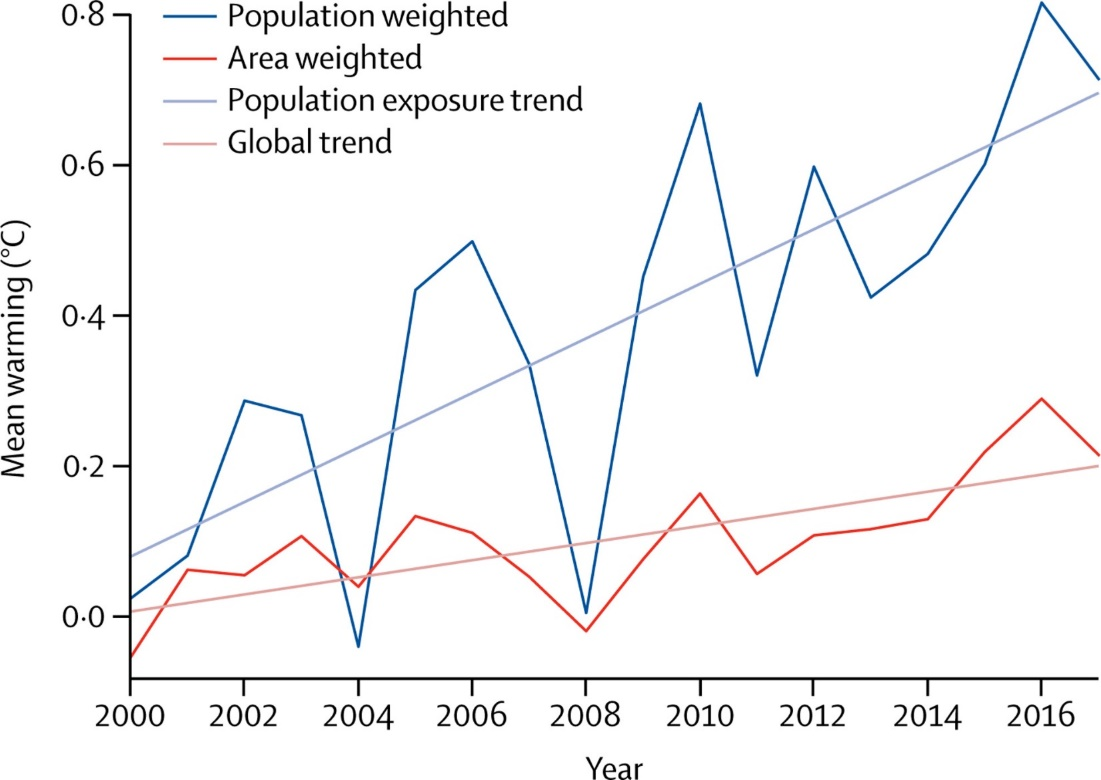 Population weighted
Area weighted
Population exposure trend
Global trend
0·8
0·6
0·4
0·2
0·0
Mean warming (°C)
2000 2002 2004 2006 2008 2010 2012 2014 2016
Year